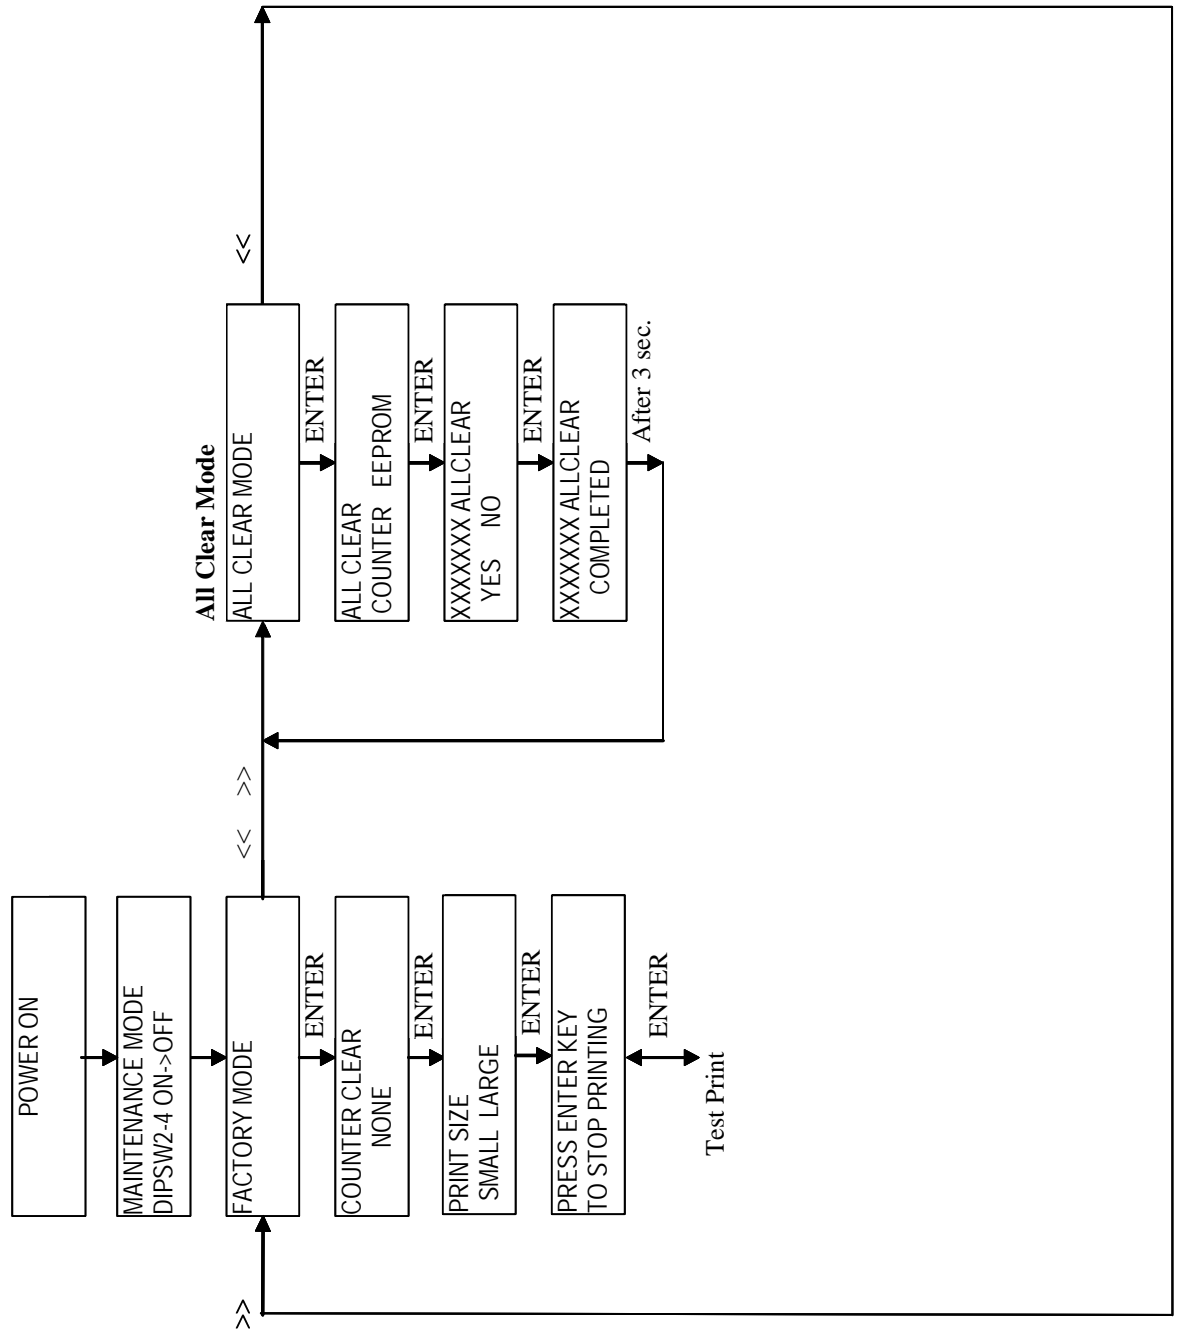 POWER ON
MAINTENANCE MODE
DIPSW2-4 ON->OFF
All Clear Mode
>>
FACTORY MODE
<< >>
ALL CLEAR MODE
<<
ENTER
COUNTER CLEAR
NONE
ENTER
PRINT SIZE
SMALL LARGE
ENTER
PRESS ENTER KEY
TO STOP PRINTING
ENTER
Test Print
ENTER
ALL CLEAR
COUNTER EEPROM
ENTER
XXXXXXX ALLCLEAR
YES NO
ENTER
XXXXXXX ALLCLEAR
COMPLETED
After 3 sec.